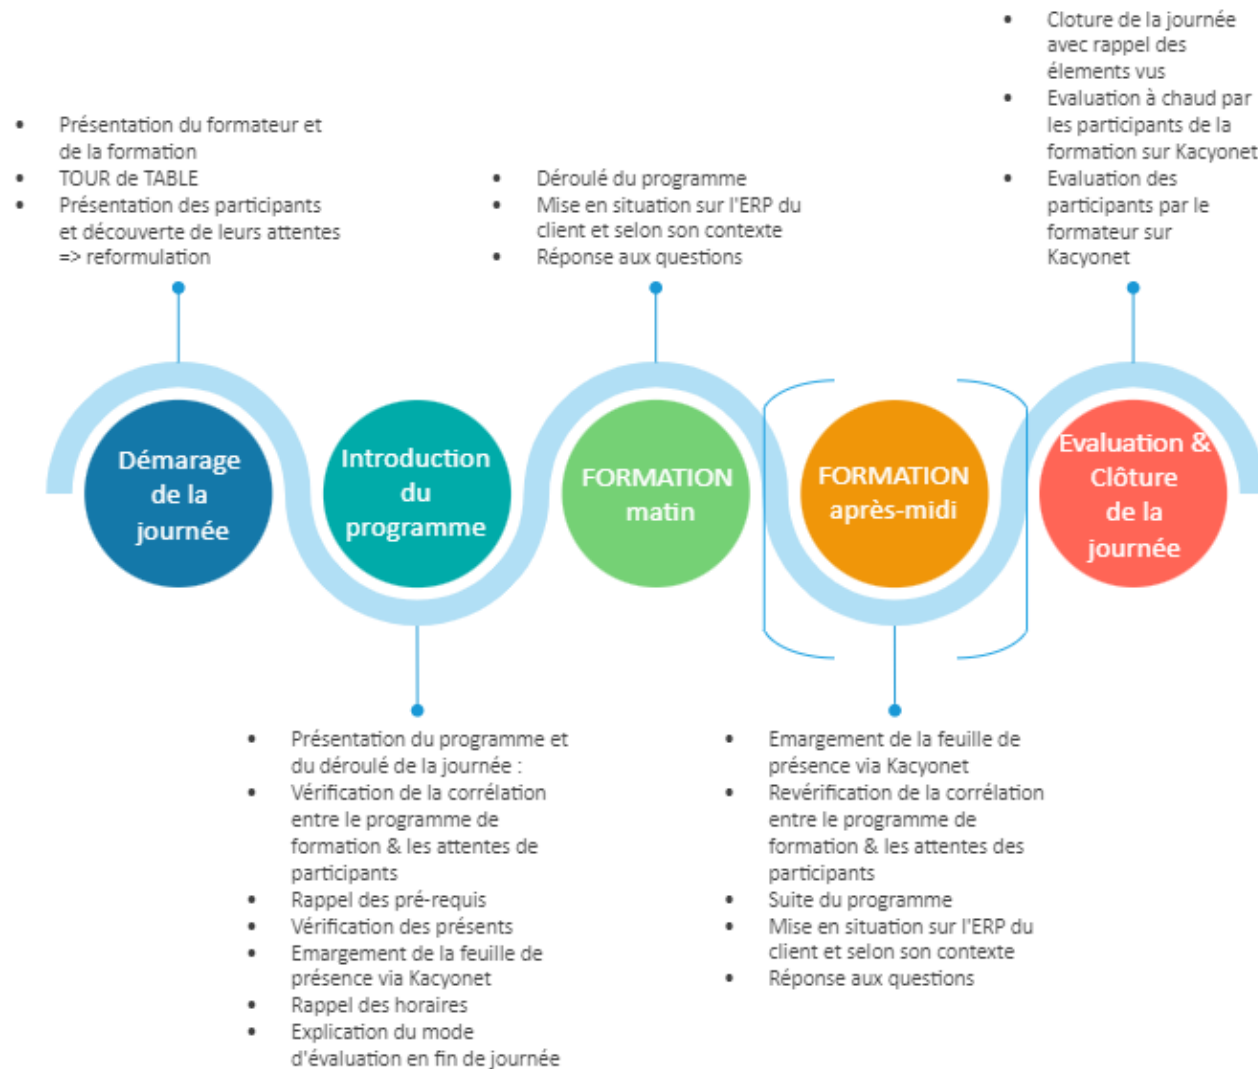 • Présentation du formateur et
de la formation
• TOUR de TABLE
• Présentation des participants
et découverte de leurs attentes
=> reformulation
Démarage
de la
journée
Introduction
du
programme
• Présentation du programme et
du déroulé de la journée :
• Vérification de la corrélation
entre le programme de
formation & les attentes de
participants
• Rappel des pré-requis
• Vérification des présents
• Emargement de la feuille de
présence via Kacyonet
• Rappel des horaires
• Explication du mode
d'évaluation en fin de journée
• Déroulé du programme
• Mise en situation sur l'ERP du
client et selon son contexte
• Réponse aux questions
FORMATION
matin
FORMATION
après-midi
• Emargement de la feuille de
présence via Kacyonet
• Revérification de la corrélation
entre le programme de
formation & les attentes des
participants
• Suite du programme
• Mise en situation sur l'ERP du
client et selon son contexte
• Réponse aux questions
• Cloture de la journée
avec rappel des
élements vus
• Evaluation à chaud par
les participants de la
formation sur Kacyonet
• Evaluation des
participants par le
formateur sur
Kacyonet
Evaluation &
Clôture
de la
journée